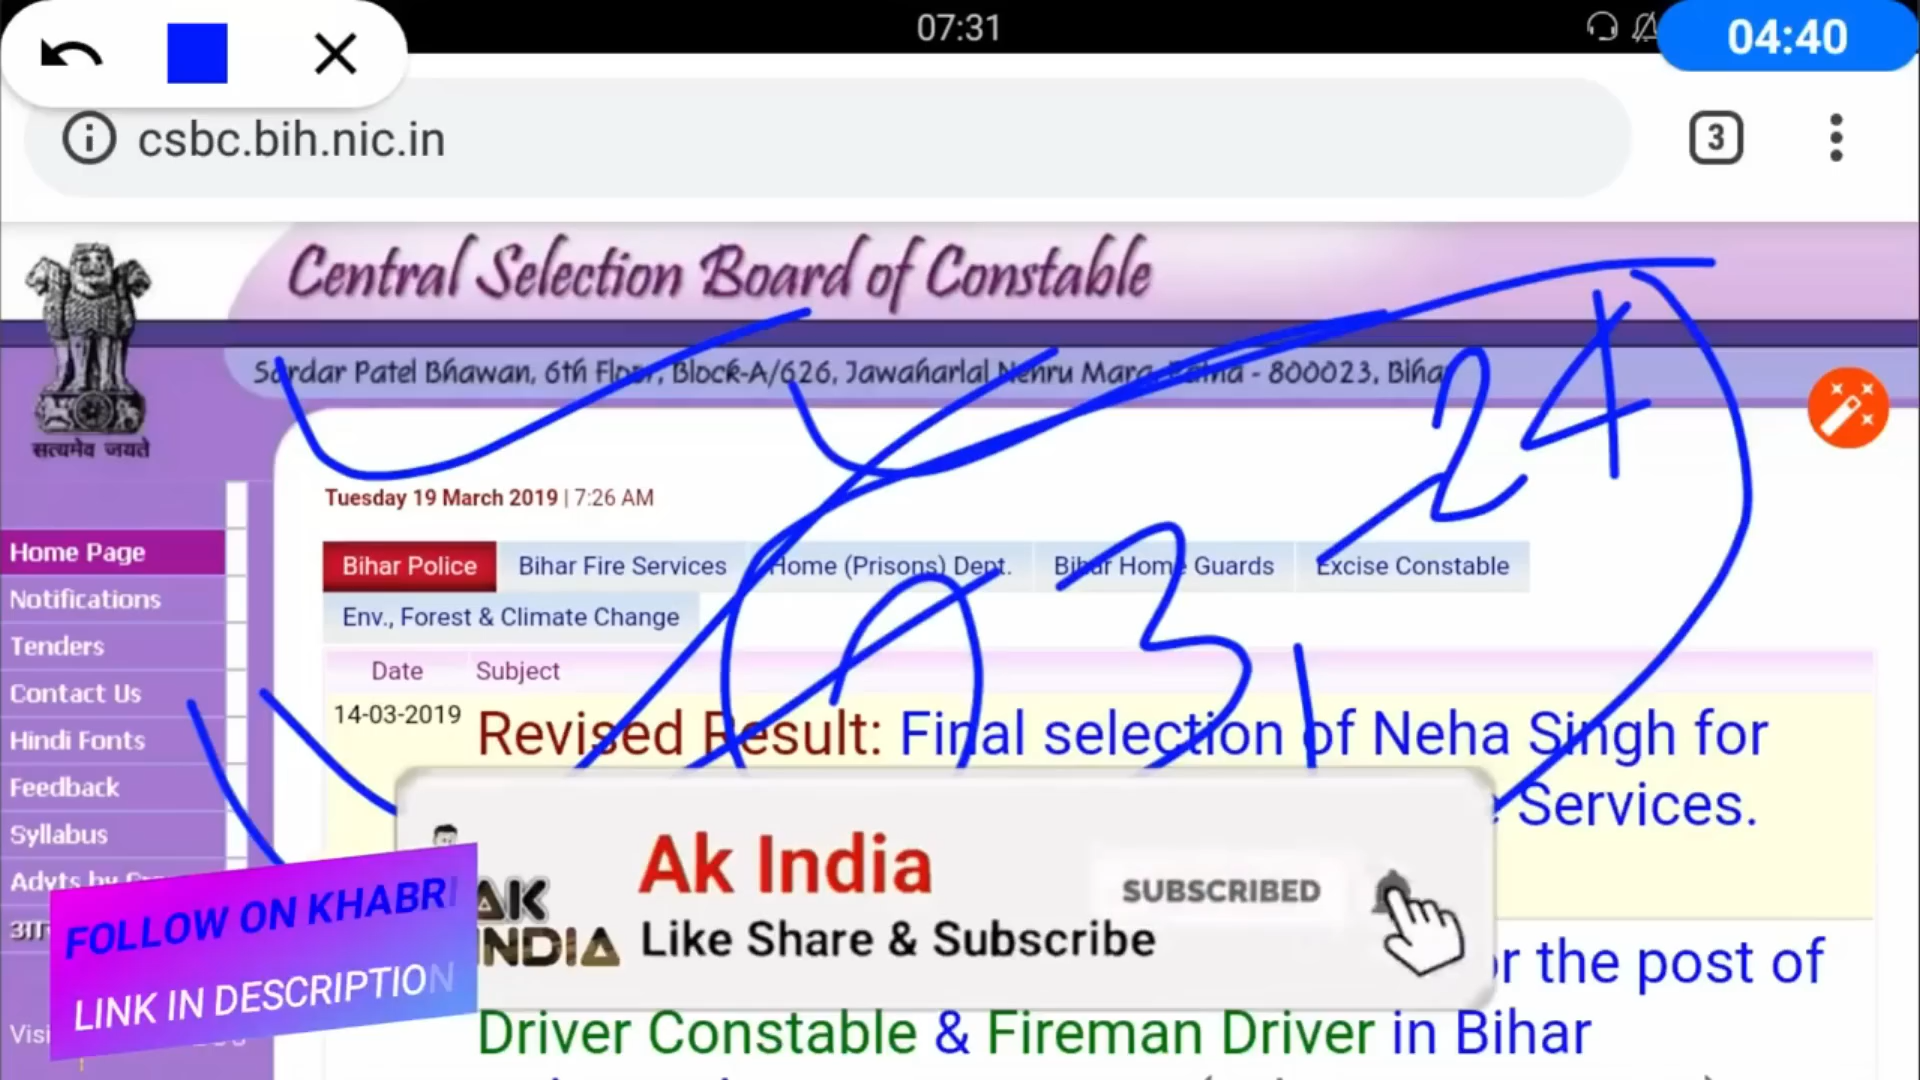 07:31
04:40
csbc.bih.nic.in
3
Central Selection Board of Constable
Sardar Patel Bhawan, 6th Floor, Block-A/626, Jawaharlal Nehru Marg, Patna - 800023, Bihar
सत्यमेव जयते
24
Tuesday 19 March 2019 | 7:26 AM
Home Page
Notifications
Tenders
Contact Us
Hindi Fonts
Feedback
Syllabus
Advts by
Bihar Police
Bihar Fire Services
Home (Prisons) Dept.
Bihar Home Guards
Excise Constable
Env., Forest & Climate Change
31
Date
Subject
14-03-2019
Revised Result: Final selection of Neha Singh for
Services.
FOLLOW ON KHABRI
LINK IN DESCRIPTION
AK
INDIA
Ak India
Like Share & Subscribe
SUBSCRIBED
the post of
Driver Constable & Fireman Driver in Bihar